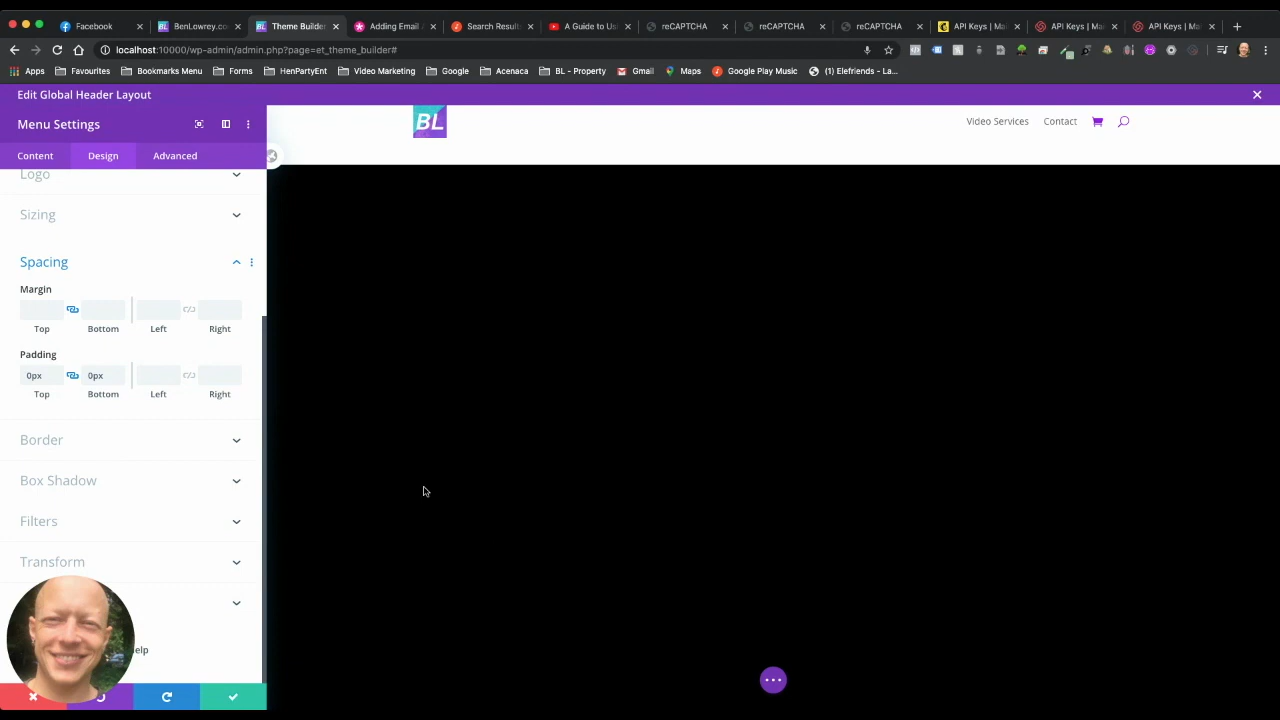 Facebook
BenLowrey.co
Theme Builder
Adding Email A
Search Result
A Guide to Us
reCAPTCHA
reCAPTCHA
reCAPTCHA
API Keys | Ma
API Keys | Ma
API Keys | Ma
localhost:10000/wp-admin/admin.php?page=et_theme_builder#
Apps
Favourites
Bookmarks Menu
Forms
HenPartyEnt
Video Marketing
Google
Acenaca
BL - Property
Gmail
Maps
Google Play Music
(1) Elefriends - La...
Edit Global Header Layout
Menu Settings
BL
Video Services
Contact
Content
Design
Advanced
Logo
Sizing
Spacing
Margin
Top
Bottom
Left
Right
Padding
0px
0px
Top
Bottom
Left
Right
Border
Box Shadow
Filters
Transform
elp